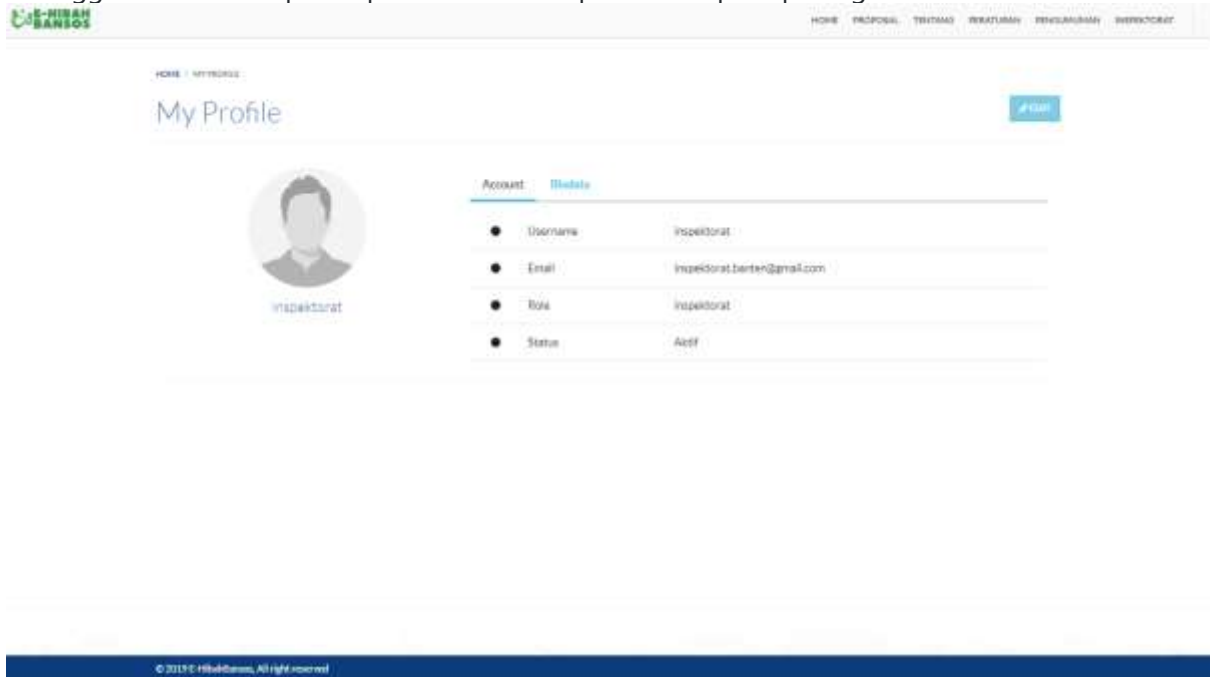 E-HIBAH
BANSOS
HOME PROPOSAL TENTANG PERATURAN PENGUMUMAN INSPEKTORAT
HOME / MY PROFILE
My Profile
EDIT
Account Biodata
Username inspektorat
Email inspektorat.banten@gmail.com
inspektorat
Role inspektorat
Status Aktif
© 2019 E-HibahBansos, All right reserved